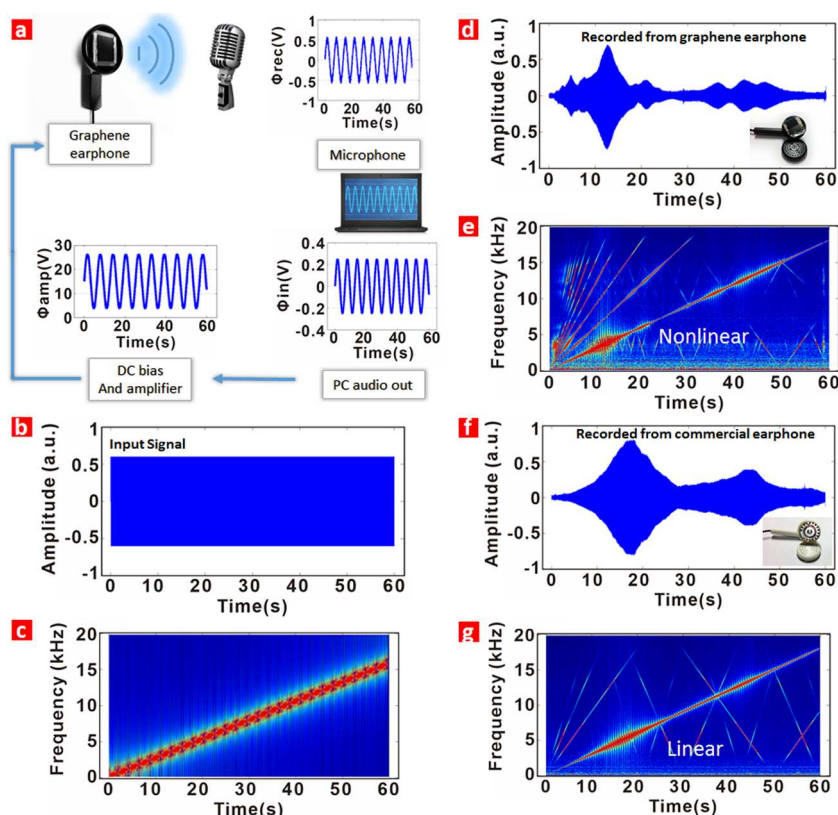 a
Graphene
earphone
Φrec(V)
1
0.5
0
-0.5
-1
0 20 40 60
Time(s)
Microphone
Φamp(V)
30
20
10
0
0 20 40 60
Time(s)
Φin(V)
0.4
0.2
0
-0.2
-0.4
0 20 40 60
Time(s)
DC bias
And amplifier
PC audio out
b
Input Signal
Amplitude (a.u.)
1
0.5
0
-0.5
-1
0 10 20 30 40 50 60
Time(s)
c
Frequency (kHz)
20
15
10
5
0
0 10 20 30 40 50 60
Time(s)
d
Recorded from graphene earphone
Amplitude (a.u.)
1
0.5
0
-0.5
-1
0 10 20 30 40 50 60
Time(s)
e
Frequency (kHz)
20
15
10
5
0
Nonlinear
0 10 20 30 40 50 60
Time(s)
f
Recorded from commercial earphone
Amplitude (a.u.)
1
0.5
0
-0.5
-1
0 10 20 30 40 50 60
Time(s)
g
Frequency (kHz)
20
15
10
5
0
Linear
0 10 20 30 40 50 60
Time(s)